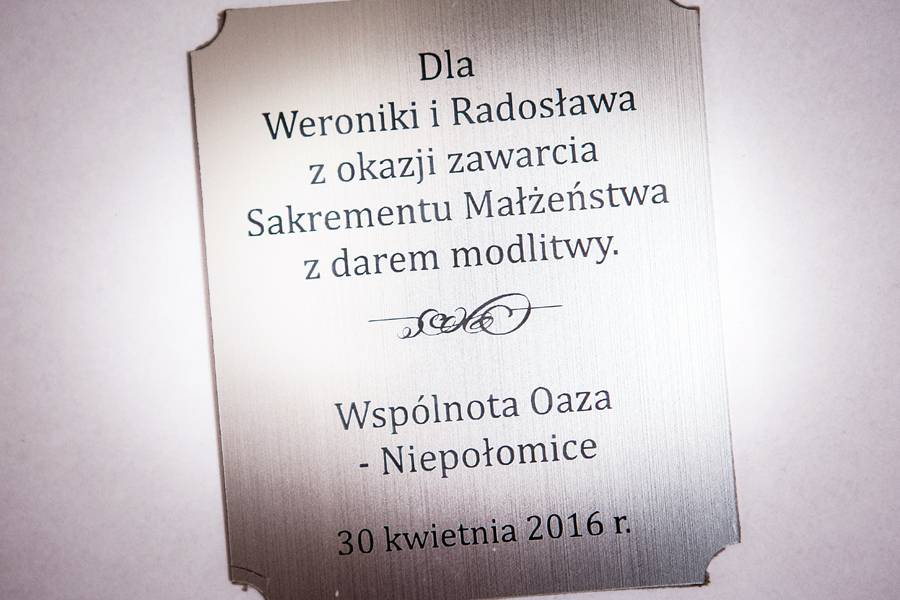 Dla
Weroniki i Radosława
z okazji zawarcia
Sakrementu Małżeństwa
z darem modlitwy.
Wspólnota Oaza
- Niepołomice
30 kwietnia 2016 r.